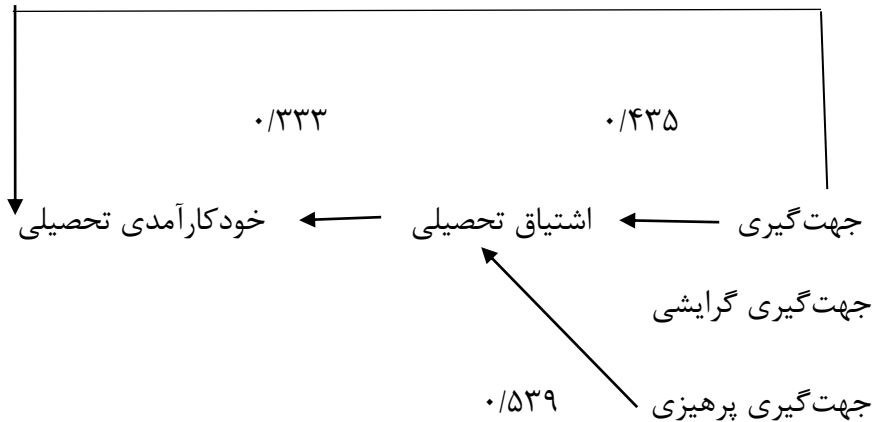 ۰/۴۳۵
۰/۳۳۳
جهت‌گیری
اشتیاق تحصیلی
خودکارآمدی تحصیلی
جهت‌گیری گرایشی
جهت‌گیری پرهیزی
۰/۵۳۹